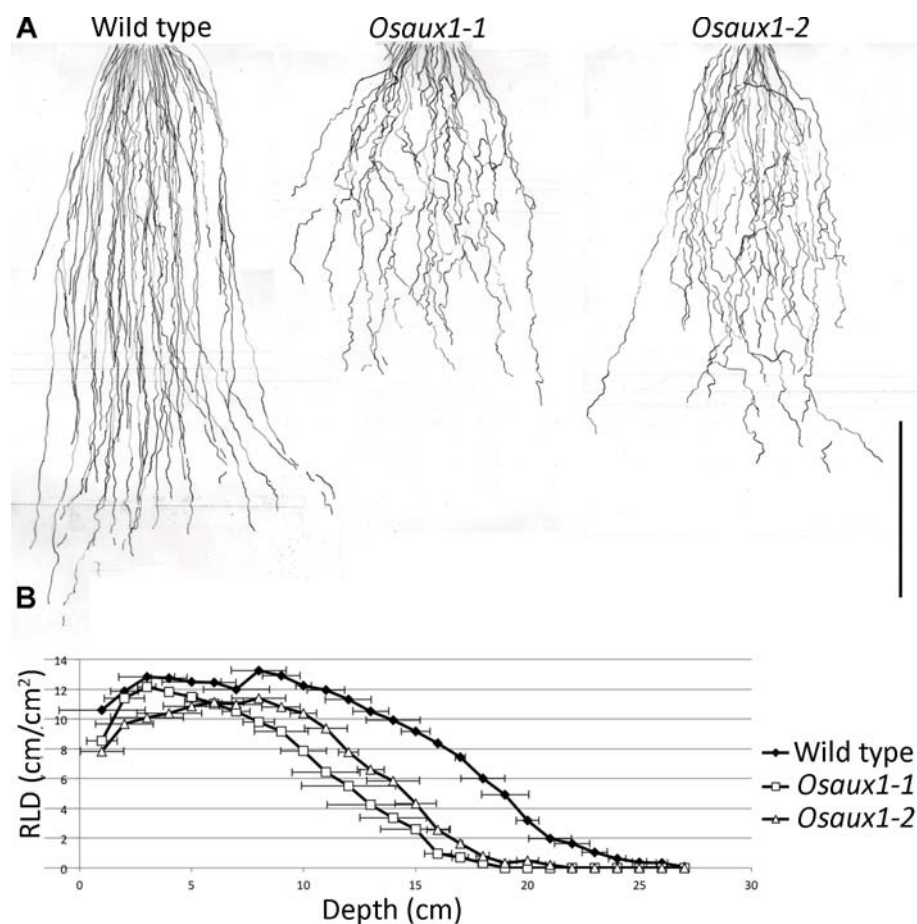 A Wild type Osaux1-1 Osaux1-2
B
14
12
10
8
6
4
2
0
RLD (cm/cm²)
0 5 10 15 20 25 30
Depth (cm)
Wild type
Osaux1-1
Osaux1-2